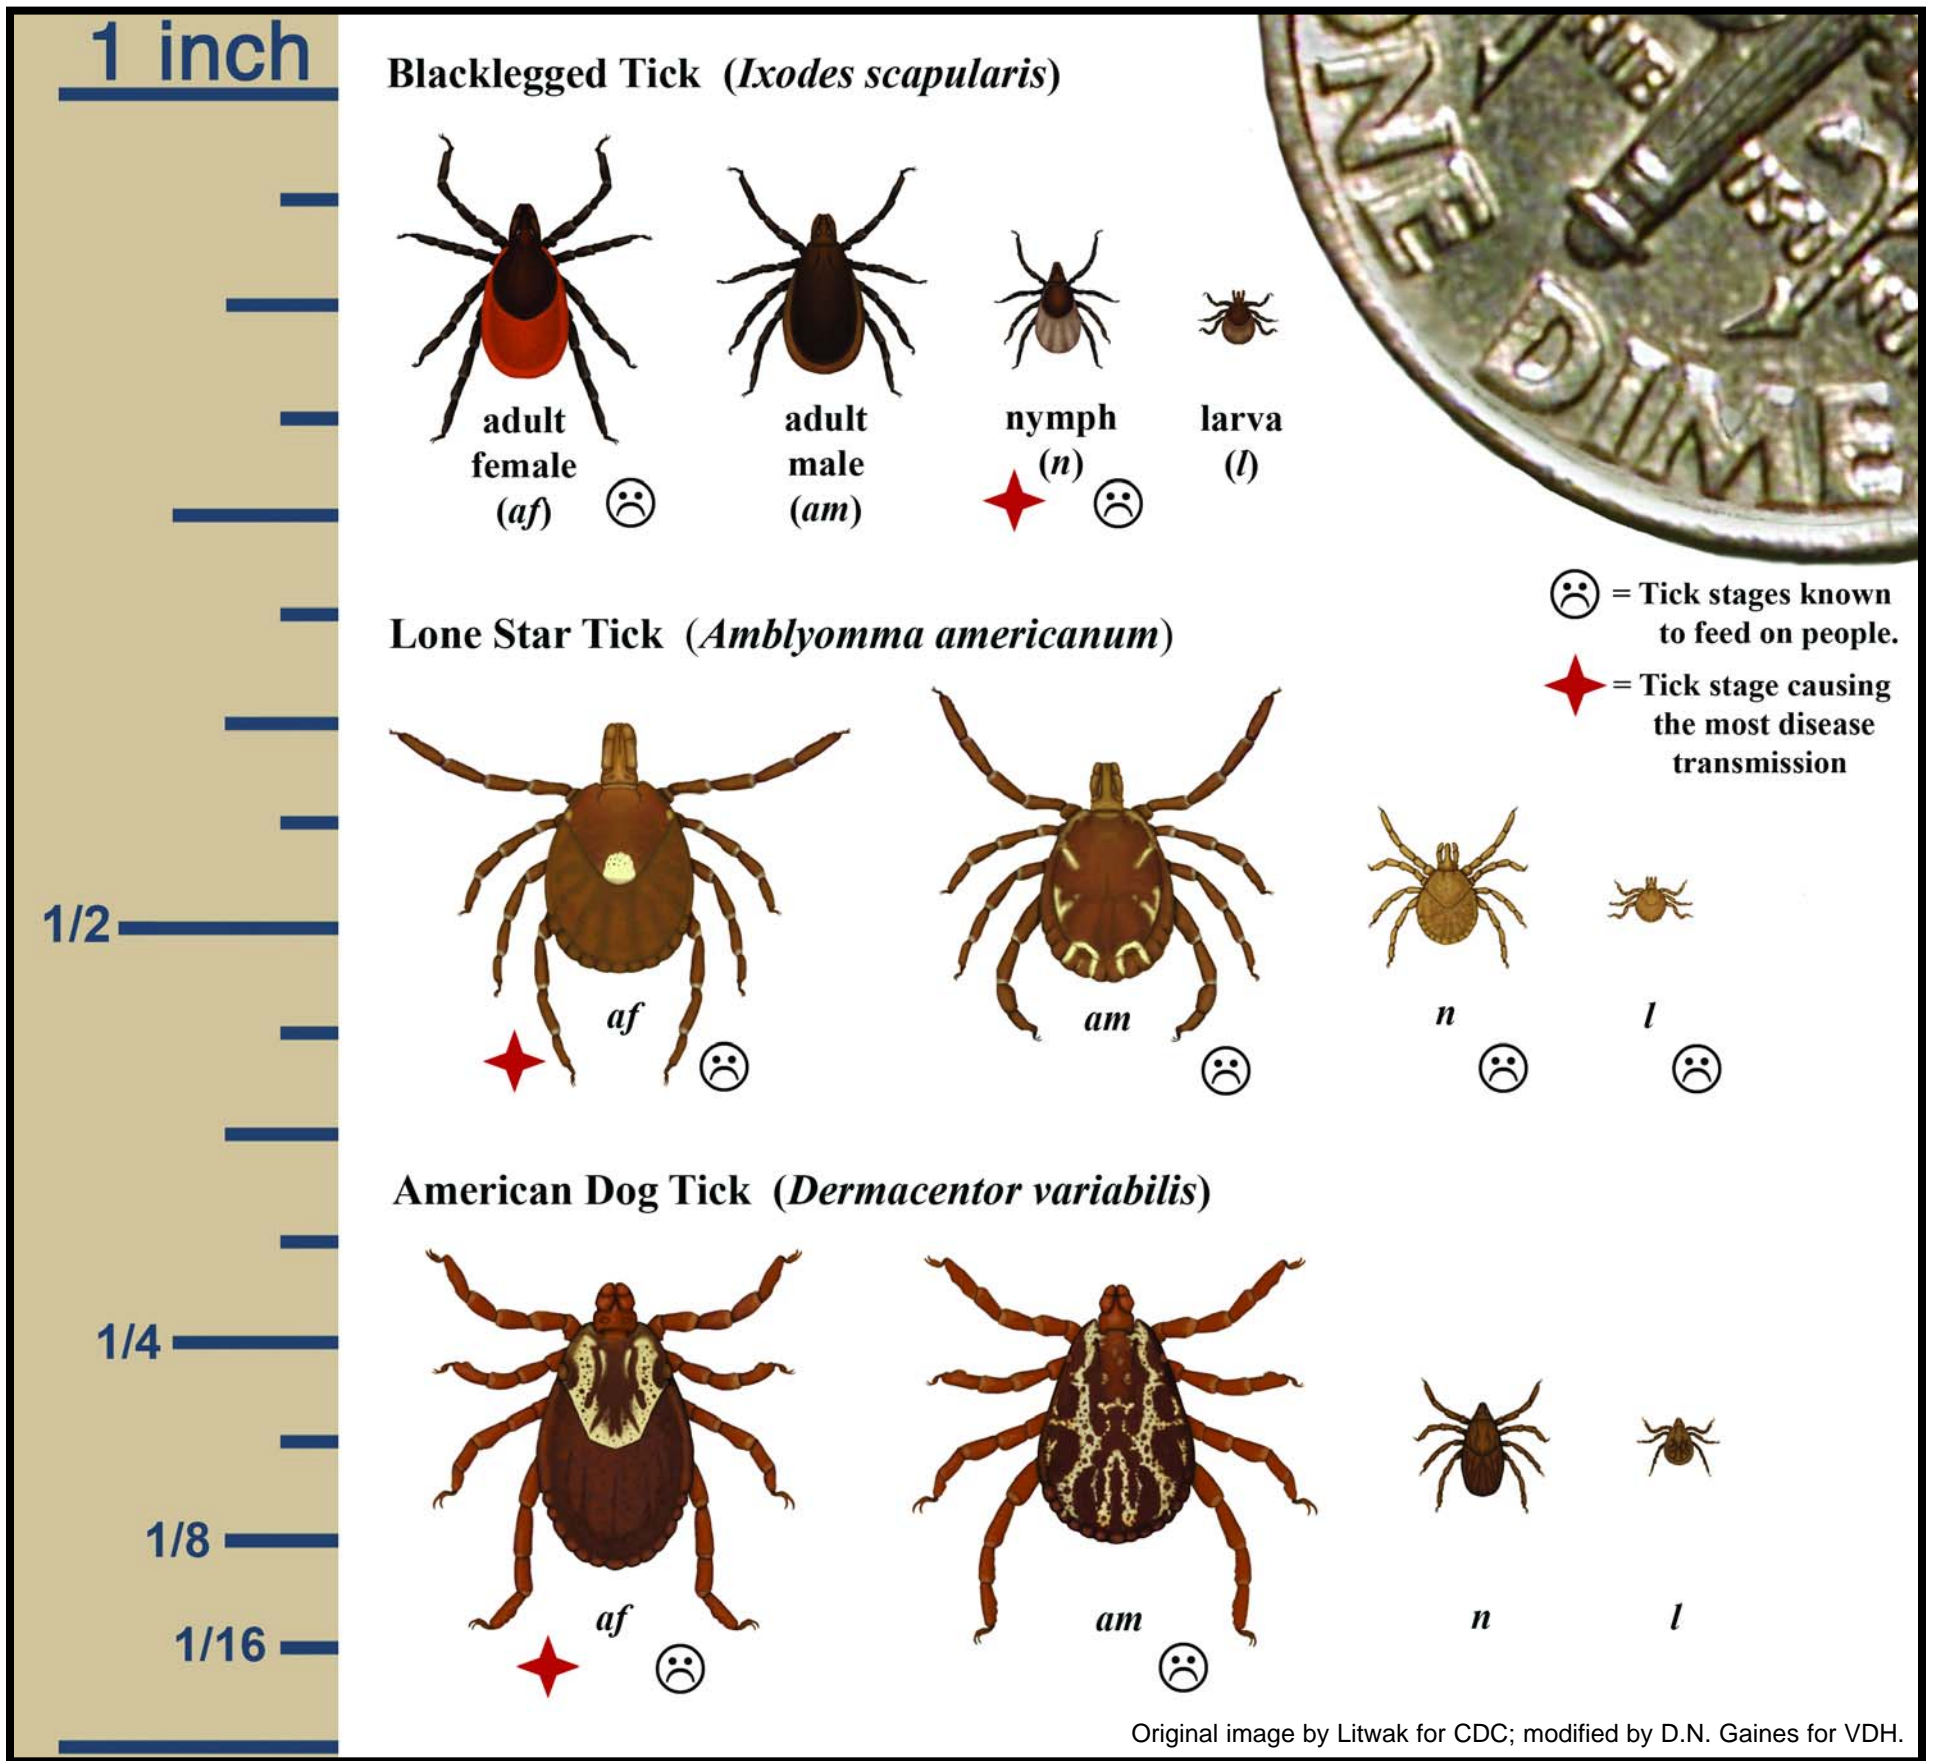 1 inch
Blacklegged Tick (Ixodes scapularis)
ONE DIME
adult
female
(af)
adult
male
(am)
nymph
(n)
larva
(l)
= Tick stages known
to feed on people.
= Tick stage causing
the most disease
transmission
Lone Star Tick (Amblyomma americanum)
1/2
af
am
n
l
American Dog Tick (Dermacentor variabilis)
1/4
1/8
1/16
af
am
n
l
Original image by Litwak for CDC; modified by D.N. Gaines for VDH.